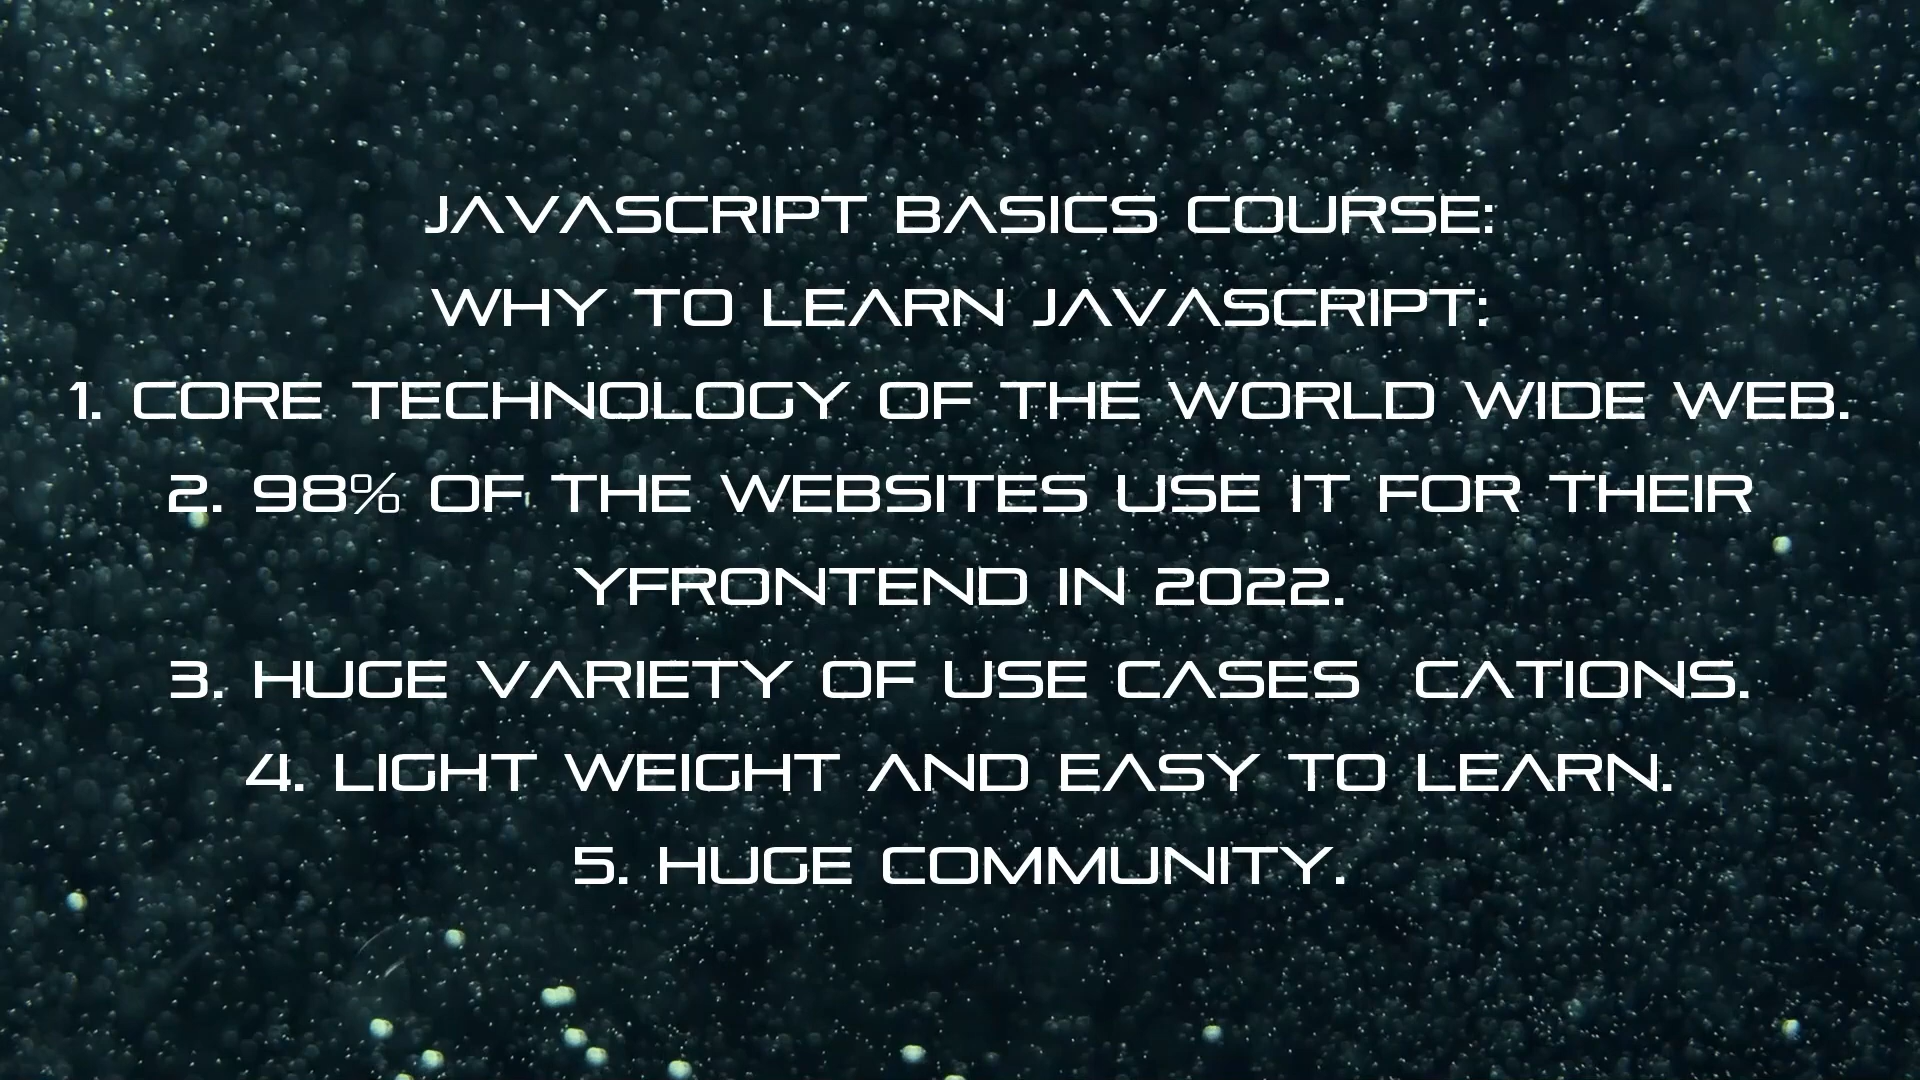 JAVASCRIPT BASICS COURSE:
WHY TO LEARN JAVASCRIPT:
1. CORE TECHNOLOGY OF THE WORLD WIDE WEB.
2. 98% OF THE WEBSITES USE IT FOR THEIR
YFRONTEND IN 2022.
3. HUGE VARIETY OF USE CASES  CATIONS.
4. LIGHT WEIGHT AND EASY TO LEARN.
5. HUGE COMMUNITY.